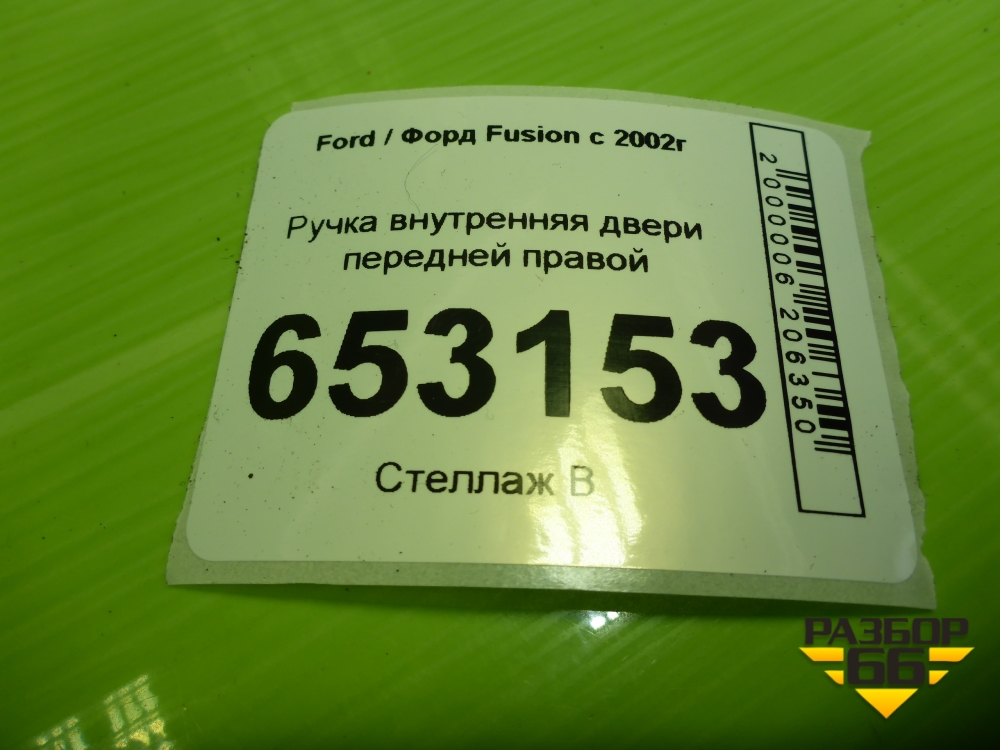 Ford / Форд Fusion с 2002г
Ручка внутренняя двери
передней правой
653153
Стеллаж В
2000006206350
РАЗБОР
66